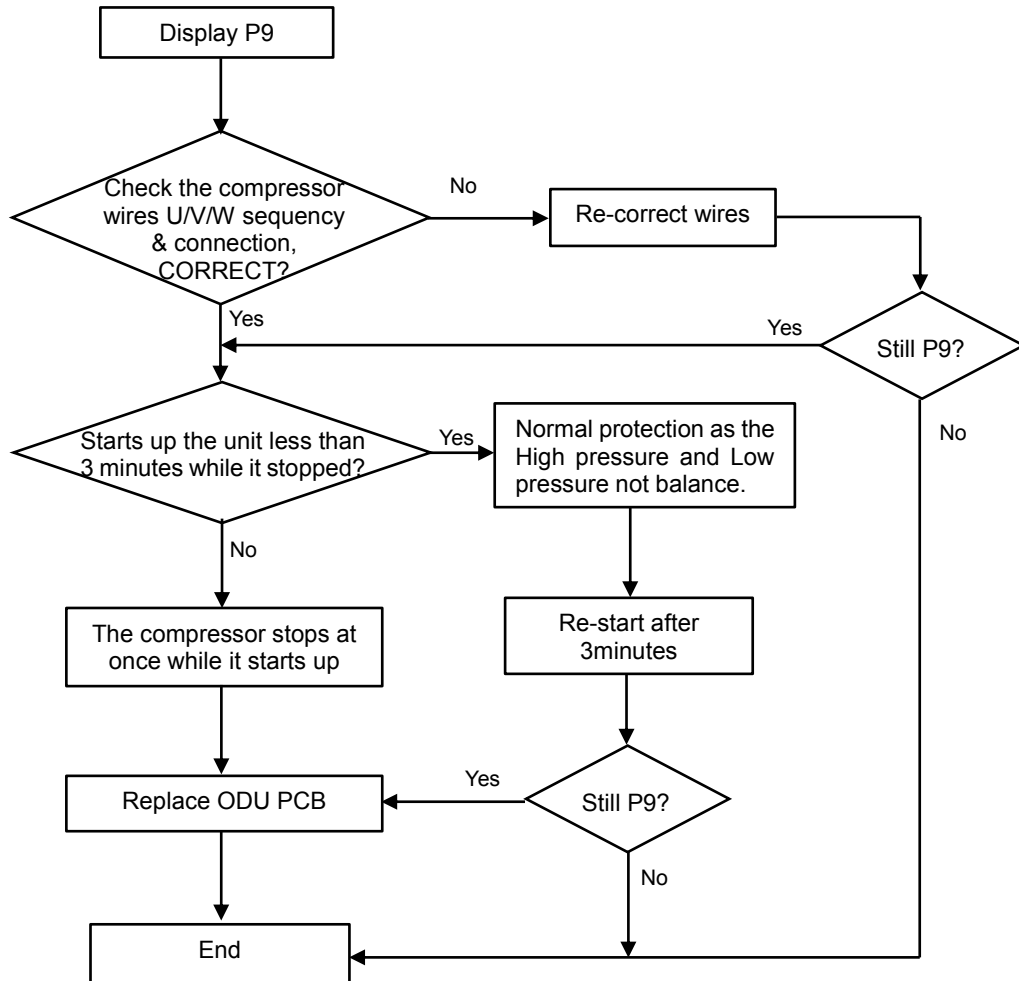 Display P9
Check the compressor
wires U/V/W sequency
& connection,
CORRECT?
No
Re-correct wires
Yes
Yes
Still P9?
No
Starts up the unit less than
3 minutes while it stopped?
Yes
Normal protection as the
High pressure and Low
pressure not balance.
No
The compressor stops at
once while it starts up
Re-start after
3minutes
Replace ODU PCB
Yes
Still P9?
No
End